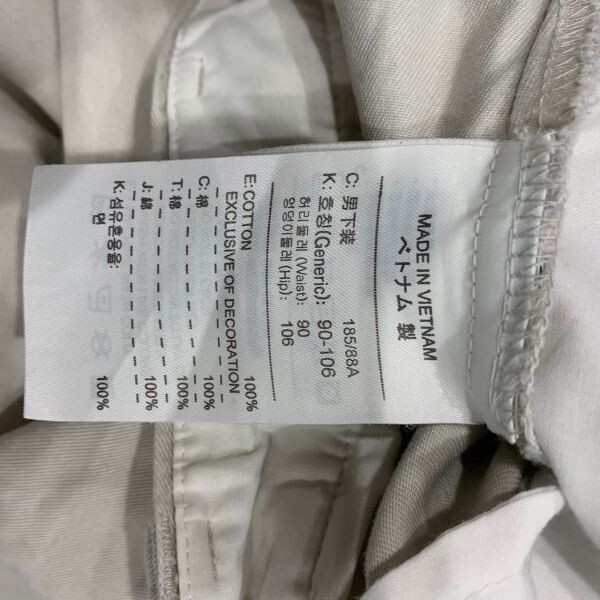 MADE IN VIETNAM
ベトナム 製
C: 男下装 185/88A
K: 호칭(Generic): 90-106
허리둘레 (Waist): 90
엉덩이둘레 (Hip): 106
E: COTTON 100%
EXCLUSIVE OF DECORATION
C: 棉 100%
T: 棉 100%
J: 綿 100%
K: 섬유혼용율:
면 100%